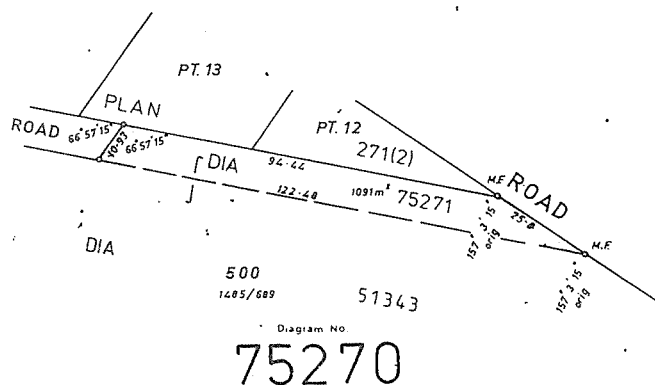 PT. 13
PLAN
ROAD
66° 57' 15"
10·93
66° 57' 15"
DIA
94·44
PT. 12
271(2)
122·48
1091m²
75271
M.F.
ROAD
25·8
157° 3' 15"
orig
M.F.
157° 3' 15"
orig
DIA
500
1485/689
51343
Diagram No.
75270